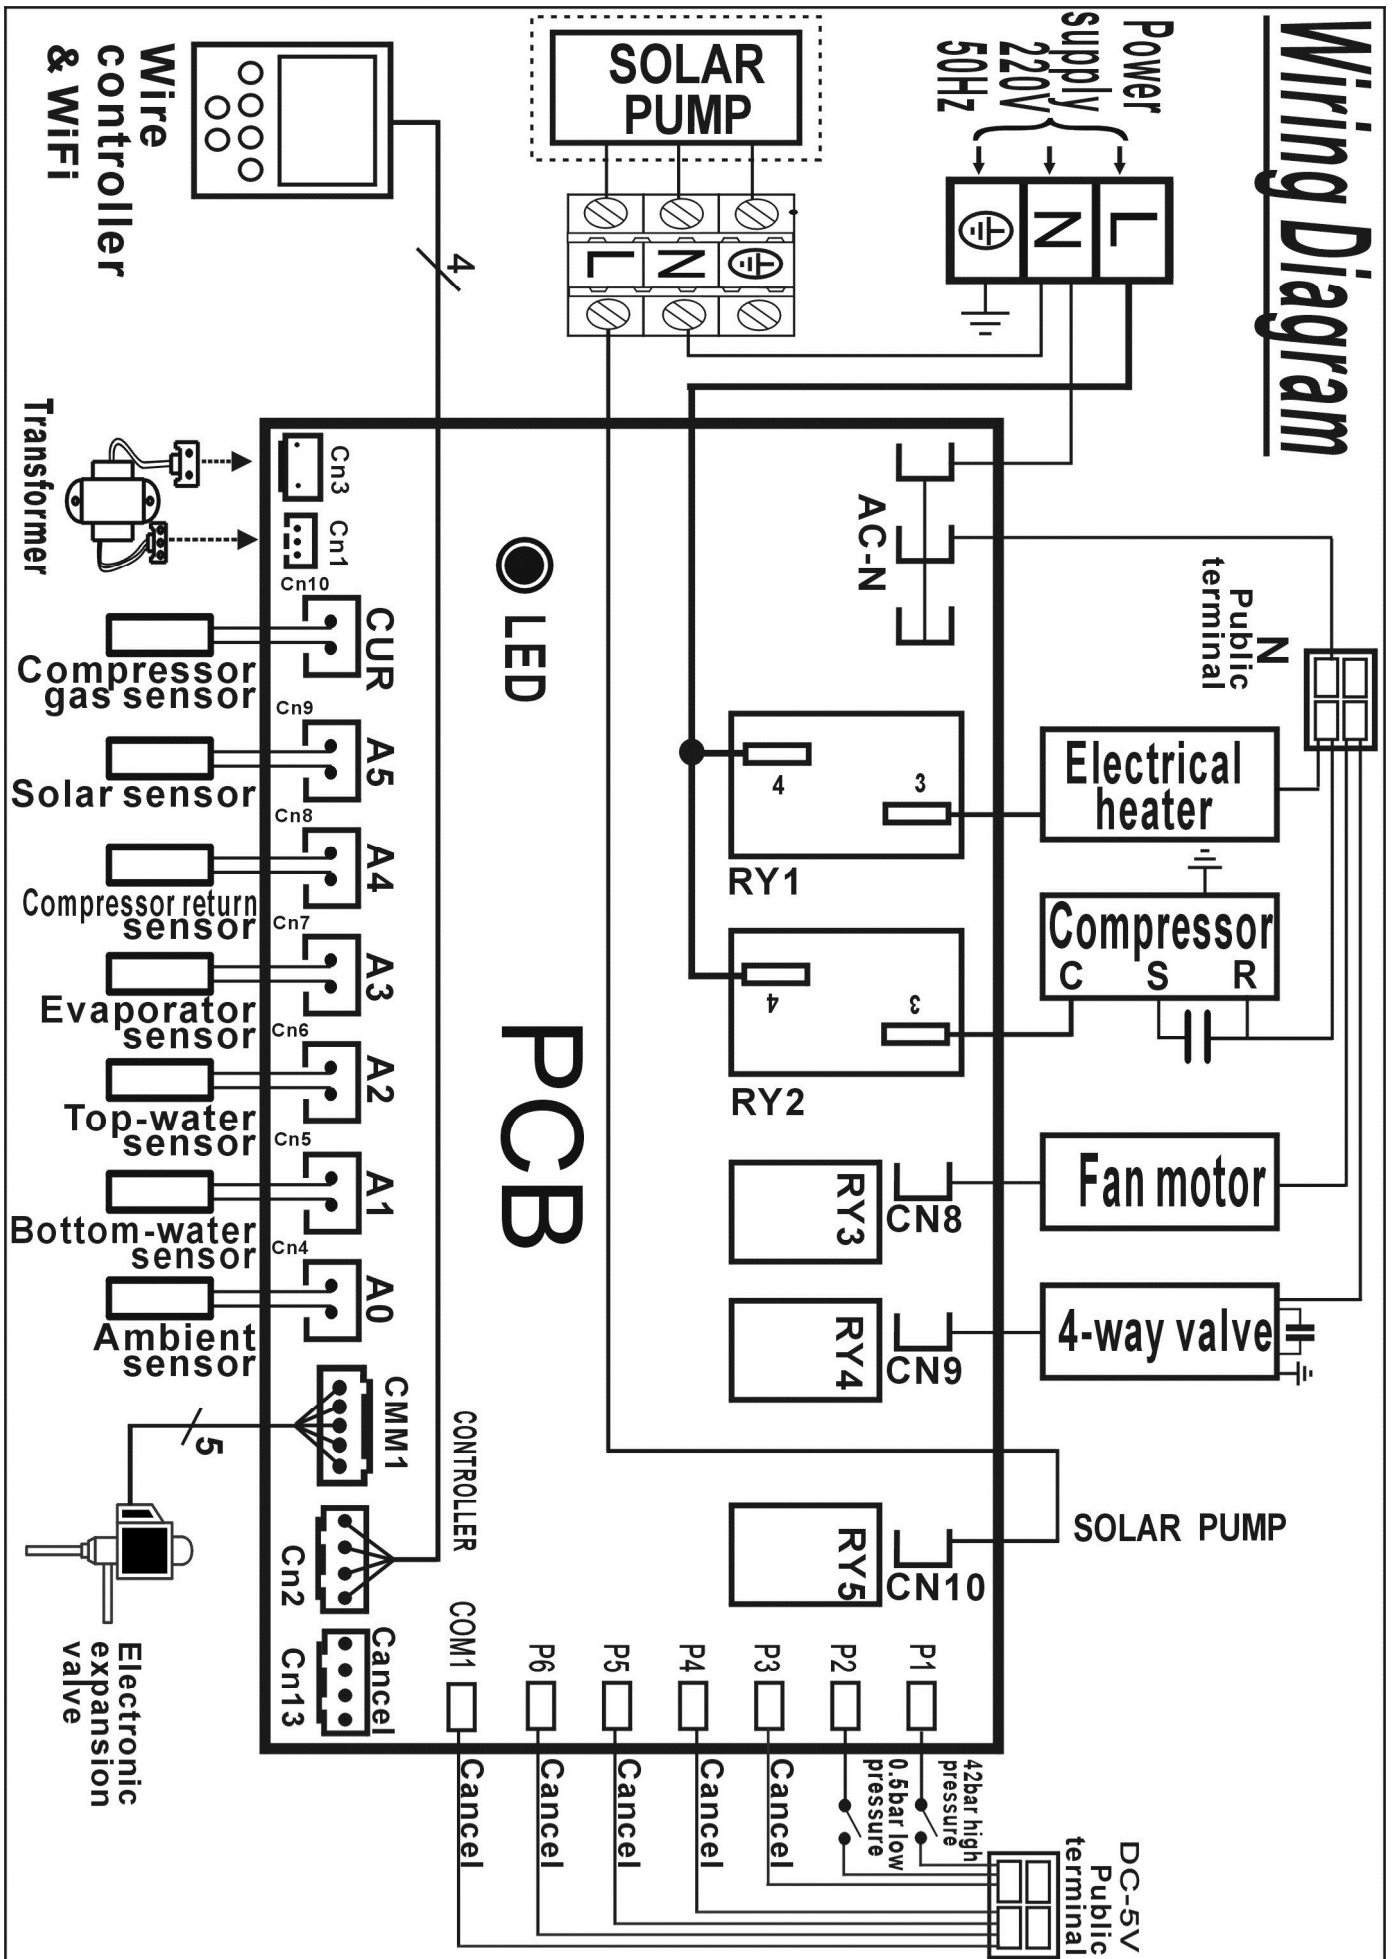 Wiring Diagram
Power
supply
220V
50Hz
L
N
SOLAR
PUMP
L
N
Wire
controller
& WiFi
4
Transformer
Cn3
Cn1
Cn10
CUR
Compressor
gas sensor
Cn9
A5
Solar sensor
Cn8
A4
Compressor return
sensor
Cn7
A3
Evaporator
sensor
Cn6
A2
Top-water
sensor
Cn5
A1
Bottom-water
sensor
Cn4
A0
Ambient
sensor
CMM1
5
Electronic
expansion
valve
CONTROLLER
Cn2
Cancel
Cn13
LED
PCB
AC-N
N
Public
terminal
4
3
RY1
Electrical
heater
4
3
RY2
Compressor
C S R
RY3
CN8
Fan motor
RY4
CN9
4-way valve
RY5
CN10
SOLAR PUMP
COM1
P6
P5
P4
P3
P2
P1
Cancel
Cancel
Cancel
Cancel
Cancel
0.5bar low
pressure
42bar high
pressure
DC-5V
Public
terminal